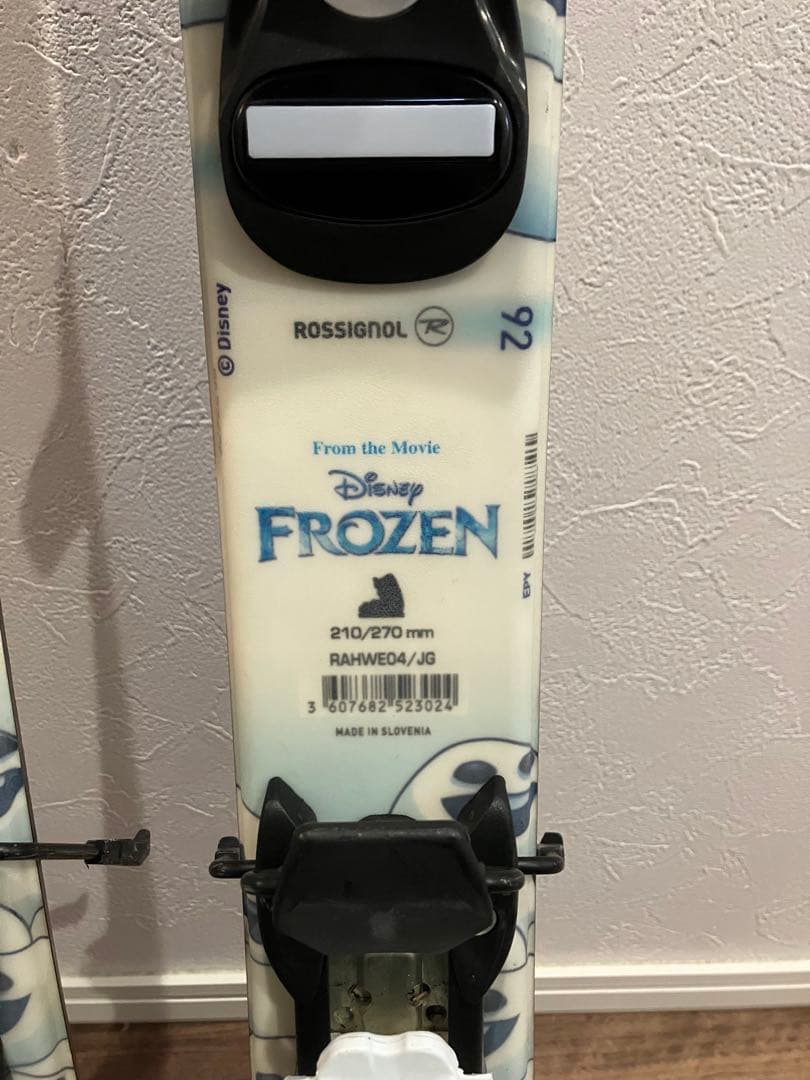 © Disney
ROSSIGNOL R
92
From the Movie
Disney
FROZEN
210/270 mm
RAHWE04/JG
3 607682 523024
MADE IN SLOVENIA